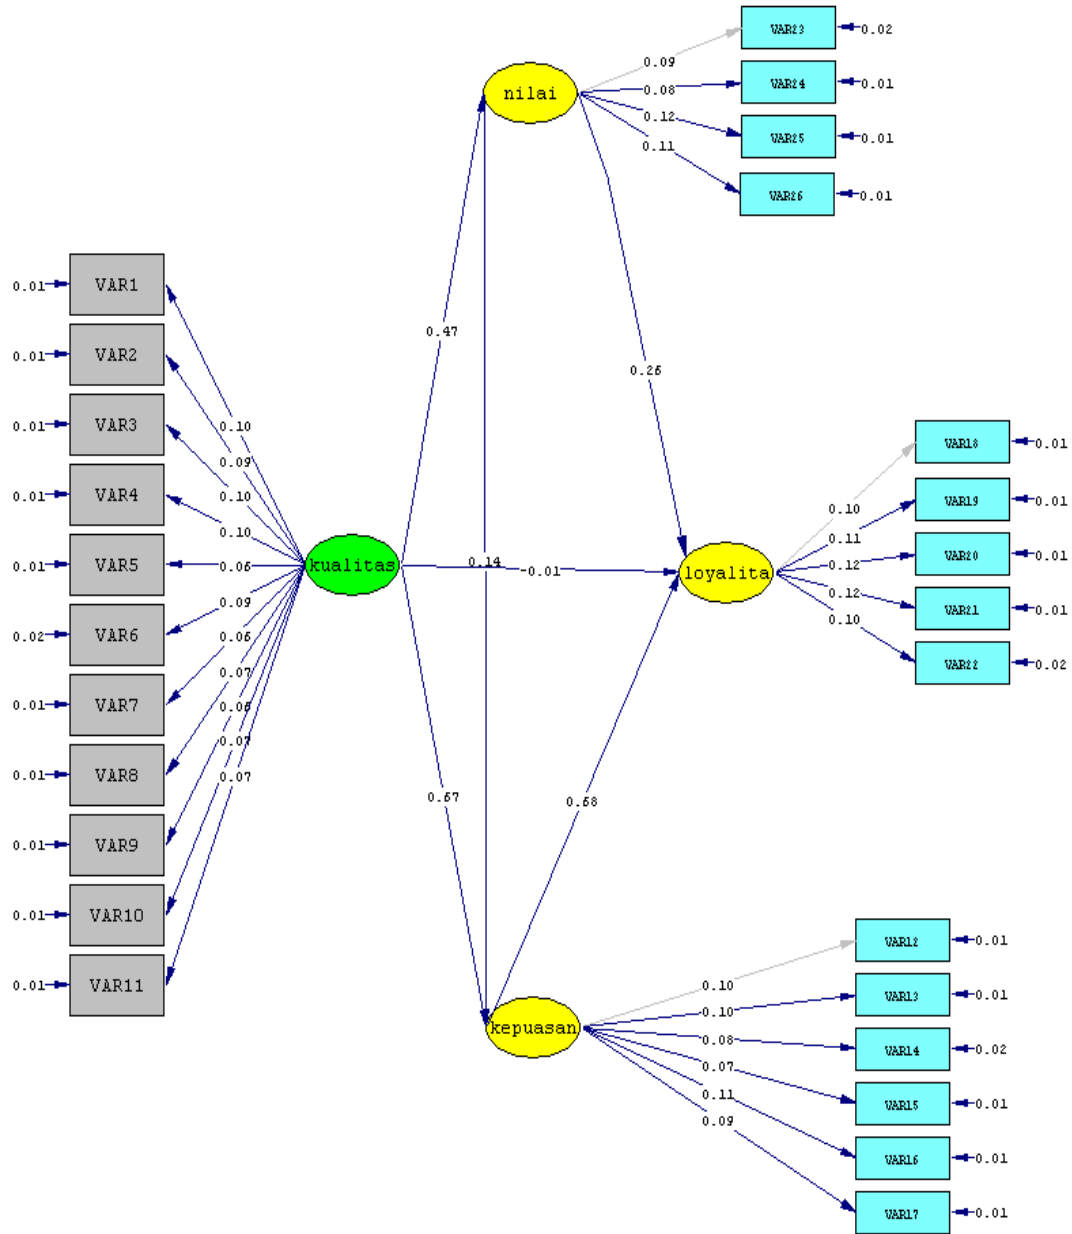 VAR23
0.02
0.09
nilai
0.08
VAR24
0.01
0.12
VAR25
0.01
0.11
VAR26
0.01
0.01
VAR1
0.01
VAR2
0.01
VAR3
0.01
VAR4
0.01
VAR5
0.02
VAR6
0.01
VAR7
0.01
VAR8
0.01
VAR9
0.01
VAR10
0.01
VAR11
0.10
0.09
0.10
0.10
0.06
0.09
0.06
0.07
0.06
0.07
0.07
kualitas
0.47
0.26
0.14
-0.01
0.67
0.68
loyalita
0.10
0.11
0.12
0.12
0.10
VAR18
0.01
VAR19
0.01
VAR20
0.01
VAR21
0.01
VAR22
0.02
kepuasan
0.10
0.10
0.08
0.07
0.11
0.09
VAR12
0.01
VAR13
0.01
VAR14
0.02
VAR15
0.01
VAR16
0.01
VAR17
0.01